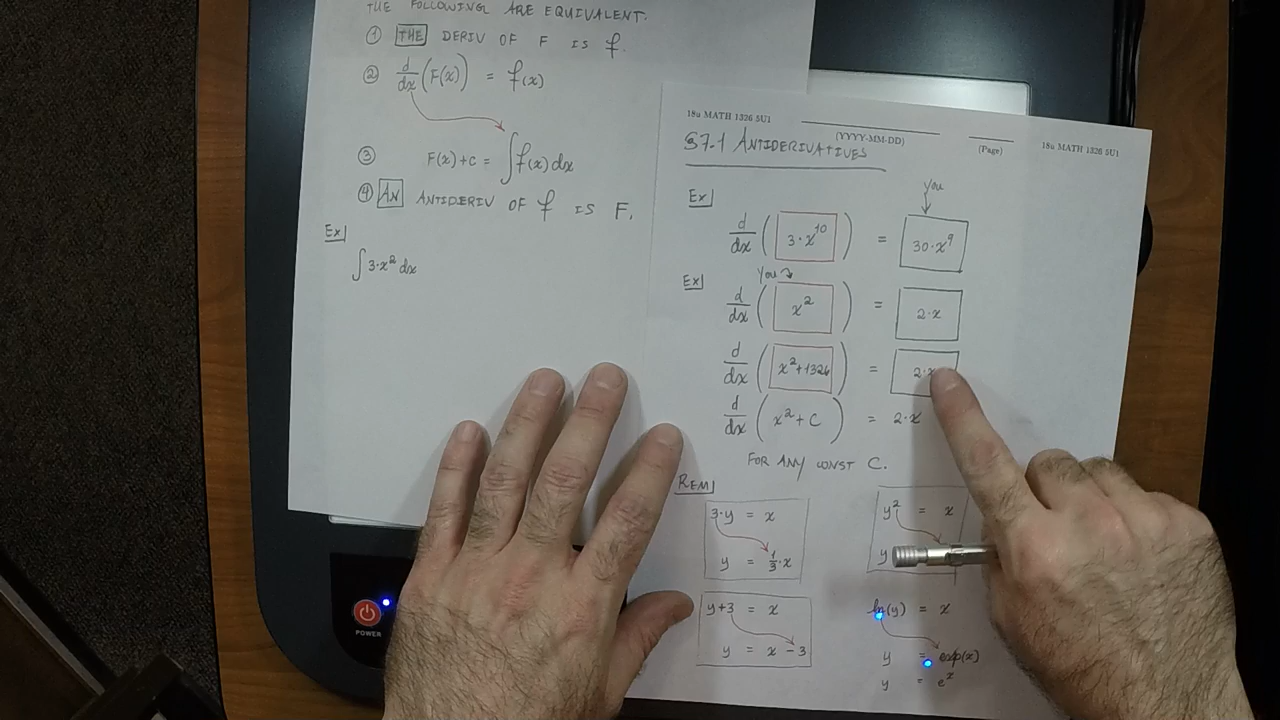 THE FOLLOWING ARE EQUIVALENT.
① THE DERIV OF F IS f.
② d/dx (F(x)) = f(x)
③ F(x)+C = ∫f(x)dx
④ AN ANTIDERIV OF f IS F.
Ex
∫3·x² dx
18u MATH 1326 5U1 (YYYY-MM-DD) (Page) 18u MATH 1326 5U1
§7.1 ANTIDERIVATIVES
You
Ex
d/dx (3·x¹⁰) = 30·x⁹
You
Ex
d/dx (x²) = 2·x
d/dx (x²+1326) = 2·x
d/dx (x²+C) = 2·x
FOR ANY CONST C.
REM
3·y = x
y = 1/3·x
y² = x
y
y+3 = x
y = x-3
ln(y) = x
y = exp(x)
y = eˣ
POWER